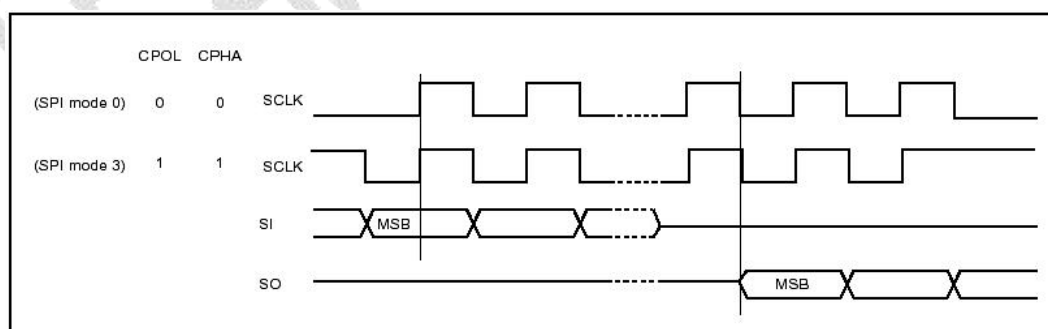 CPOL CPHA
(SPI mode 0) 0 0 SCLK
(SPI mode 3) 1 1 SCLK
SI MSB
SO MSB